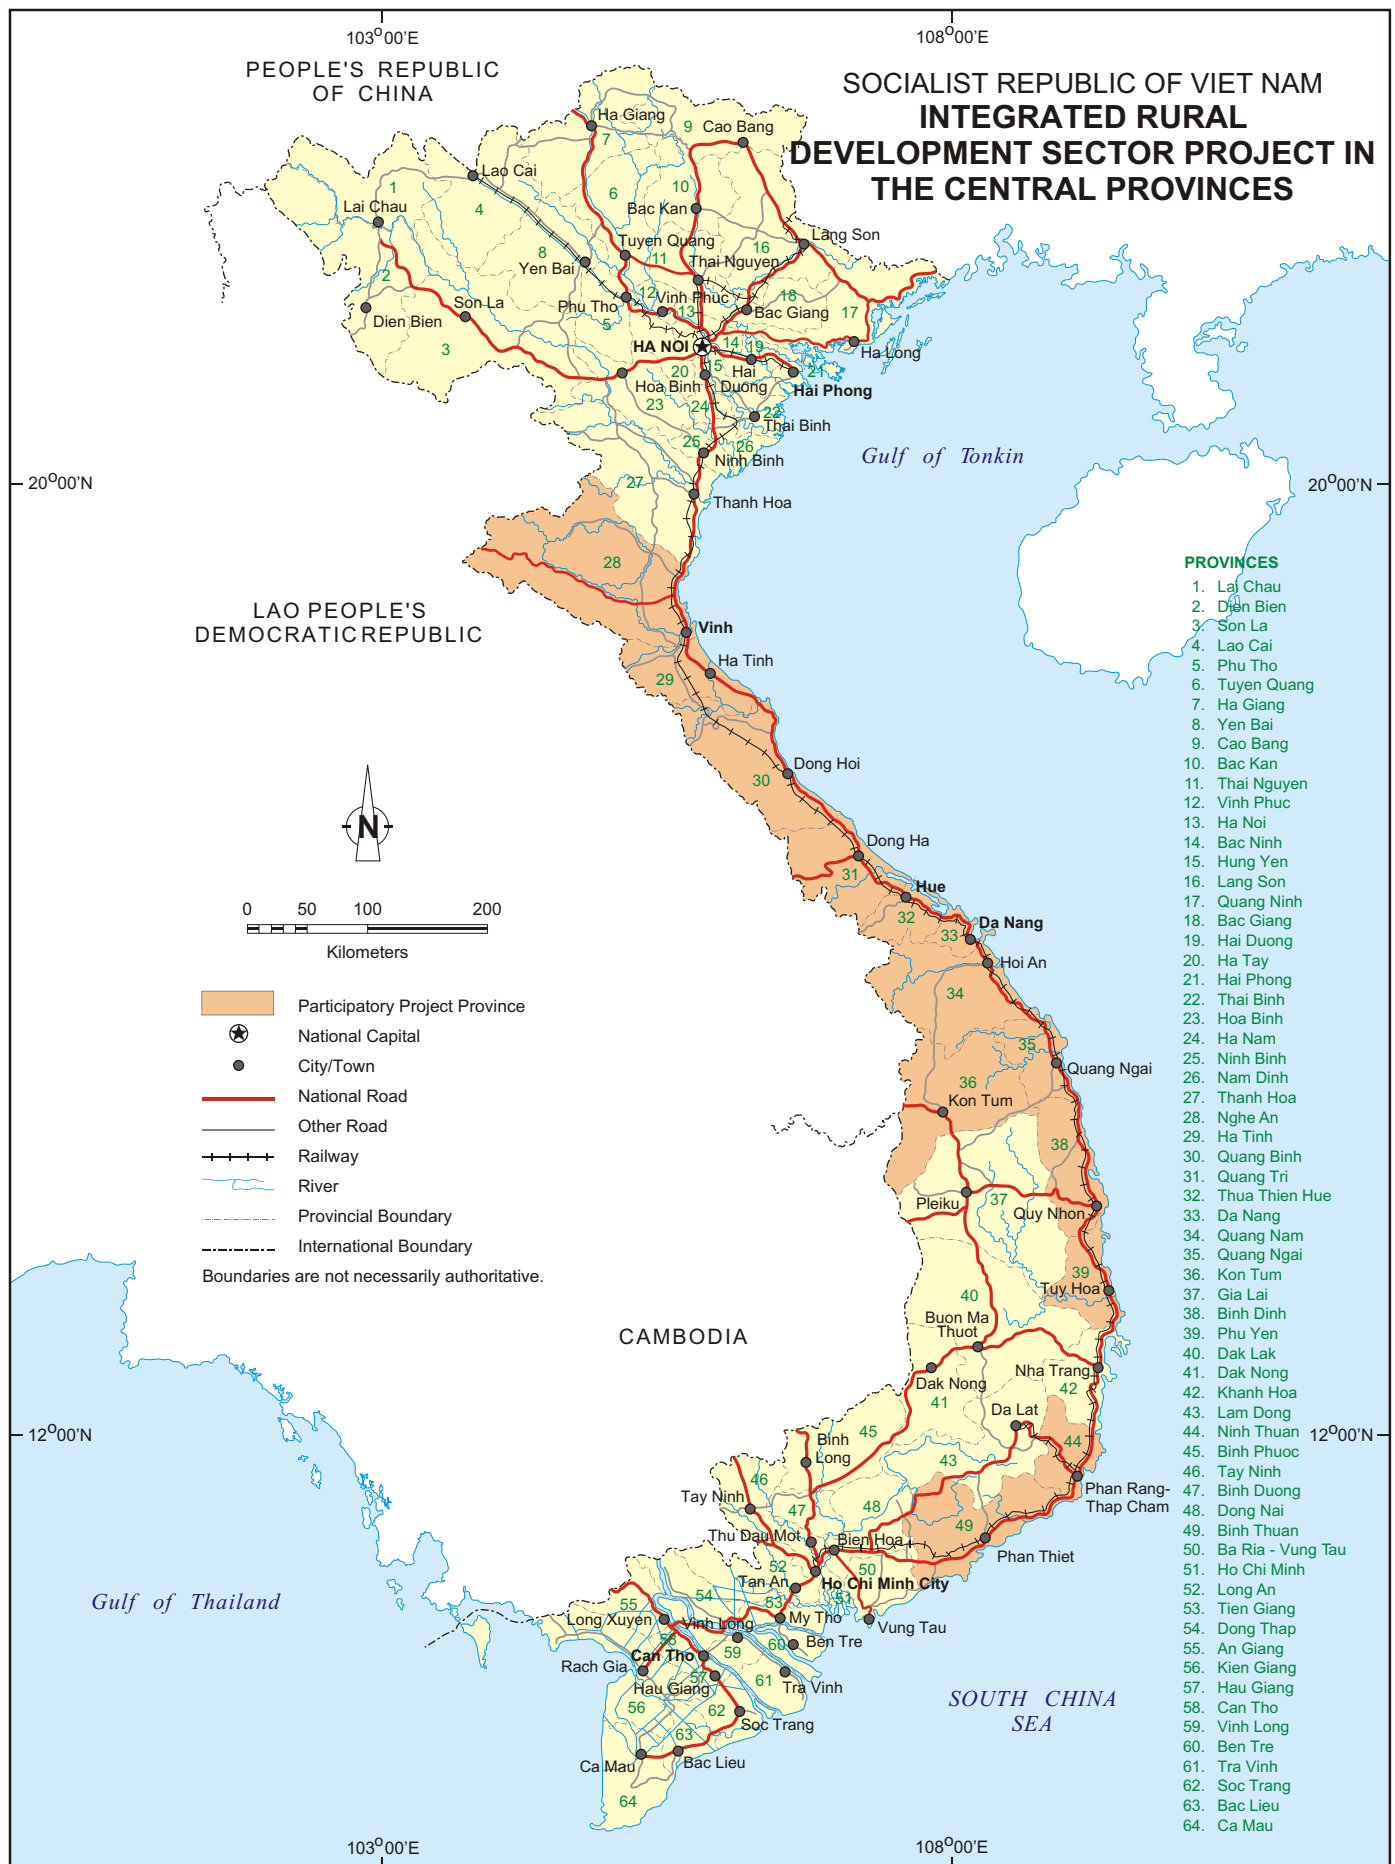 103°00'E
108°00'E
PEOPLE'S REPUBLIC
OF CHINA
SOCIALIST REPUBLIC OF VIET NAM
INTEGRATED RURAL
DEVELOPMENT SECTOR PROJECT IN
THE CENTRAL PROVINCES
Ha Giang
7
9
Cao Bang
Lao Cai
1
4
Lai Chau
6
10
Bac Kan
Lang Son
16
Tuyen Quang
11
Thai Nguyen
8
Yen Bai
2
12
Vinh Phuc
18
Son La
Phu Tho
13
Bac Giang
17
Dien Bien
5
3
HA NOI
14
19
Ha Long
20
15
Hai
Duong
21
Hoa Binh
Hai Phong
23
24
22
Thai Binh
25
26
Ninh Binh
Gulf of Tonkin
27
20°00'N
20°00'N
Thanh Hoa
28
LAO PEOPLE'S
DEMOCRATIC REPUBLIC
Vinh
Ha Tinh
29
Dong Hoi
30
N
Dong Ha
31
Hue
32
Da Nang
33
Hoi An
34
35
Quang Ngai
36
Kon Tum
38
Pleiku
37
Quy Nhon
39
Tuy Hoa
40
Buon Ma
Thuot
Nha Trang
Dak Nong
42
41
Da Lat
CAMBODIA
12°00'N
12°00'N
45
Binh
Long
44
43
46
Phan Rang-
Thap Cham
Tay Ninh
47
48
49
Thu Dau Mot
Bien Hoa
Phan Thiet
52
50
Tan An
Ho Chi Minh City
54
51
55
53
My Tho
Long Xuyen
Vinh Long
Vung Tau
58
60
Ben Tre
Can Tho
59
Rach Gia
57
61
Hau Giang
Tra Vinh
56
62
Soc Trang
63
Ca Mau
Bac Lieu
64
Gulf of Thailand
SOUTH CHINA
SEA
0 50 100 200
Kilometers
Participatory Project Province
National Capital
City/Town
National Road
Other Road
Railway
River
Provincial Boundary
International Boundary
Boundaries are not necessarily authoritative.
PROVINCES
1. Lai Chau
2. Dien Bien
3. Son La
4. Lao Cai
5. Phu Tho
6. Tuyen Quang
7. Ha Giang
8. Yen Bai
9. Cao Bang
10. Bac Kan
11. Thai Nguyen
12. Vinh Phuc
13. Ha Noi
14. Bac Ninh
15. Hung Yen
16. Lang Son
17. Quang Ninh
18. Bac Giang
19. Hai Duong
20. Ha Tay
21. Hai Phong
22. Thai Binh
23. Hoa Binh
24. Ha Nam
25. Ninh Binh
26. Nam Dinh
27. Thanh Hoa
28. Nghe An
29. Ha Tinh
30. Quang Binh
31. Quang Tri
32. Thua Thien Hue
33. Da Nang
34. Quang Nam
35. Quang Ngai
36. Kon Tum
37. Gia Lai
38. Binh Dinh
39. Phu Yen
40. Dak Lak
41. Dak Nong
42. Khanh Hoa
43. Lam Dong
44. Ninh Thuan
45. Binh Phuoc
46. Tay Ninh
47. Binh Duong
48. Dong Nai
49. Binh Thuan
50. Ba Ria - Vung Tau
51. Ho Chi Minh
52. Long An
53. Tien Giang
54. Dong Thap
55. An Giang
56. Kien Giang
57. Hau Giang
58. Can Tho
59. Vinh Long
60. Ben Tre
61. Tra Vinh
62. Soc Trang
63. Bac Lieu
64. Ca Mau
103°00'E
108°00'E